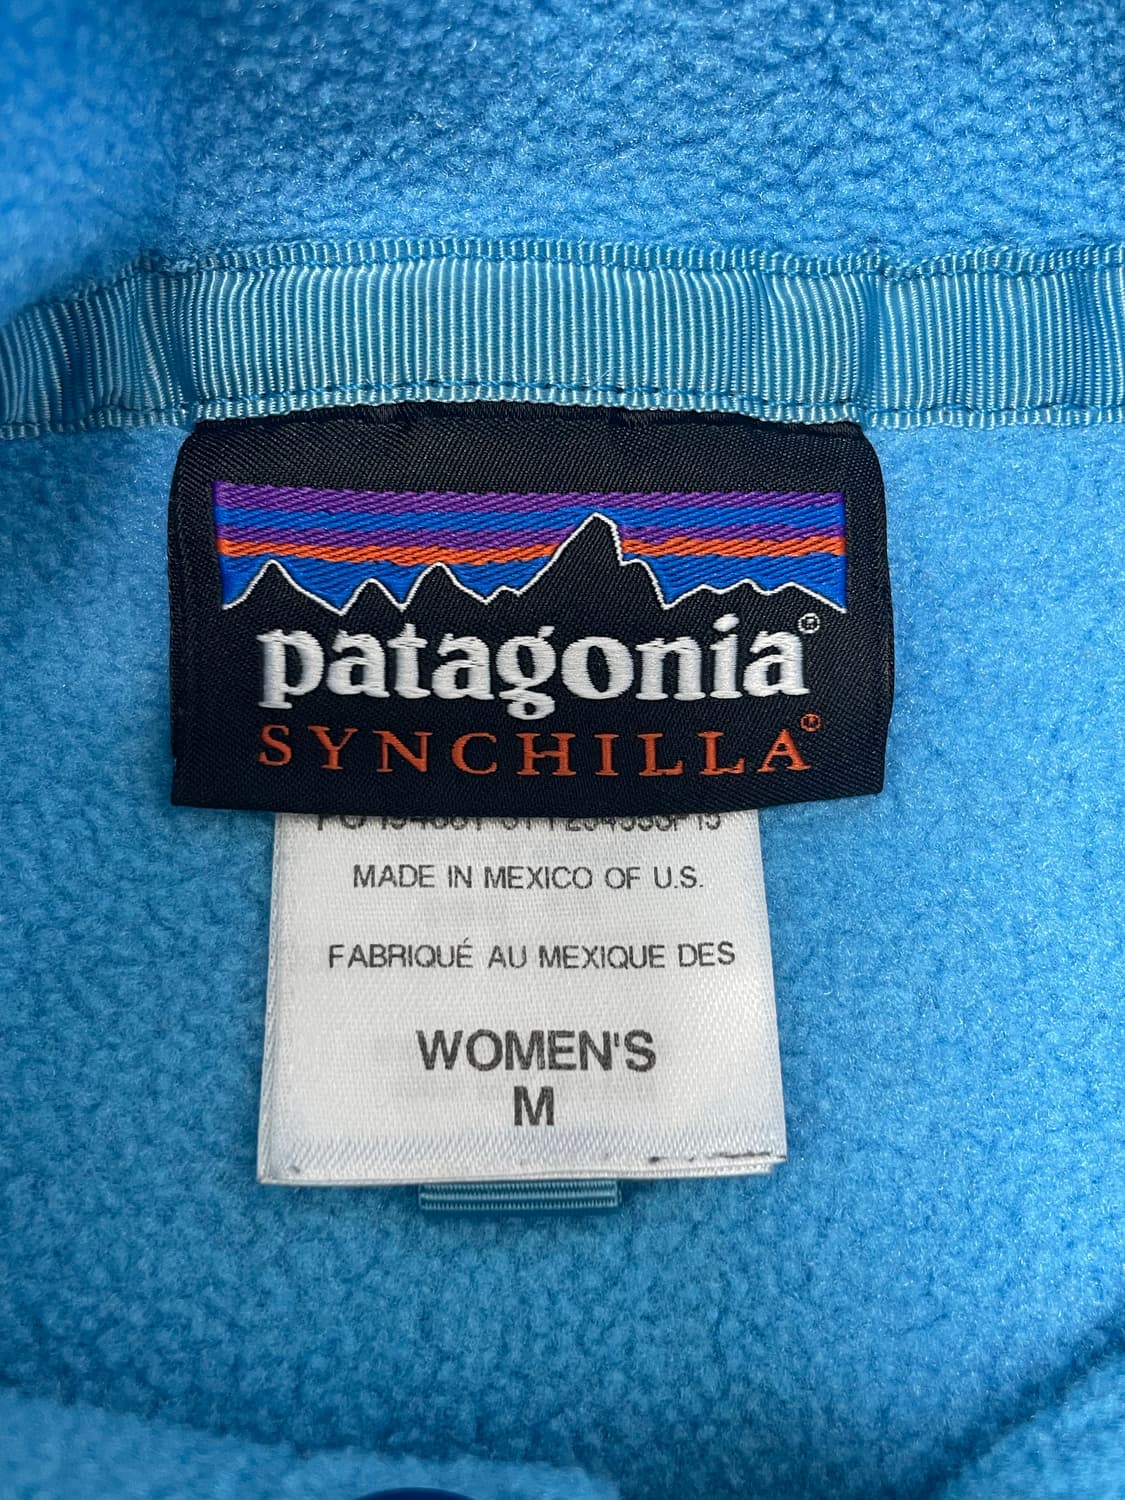 patagonia®
SYNCHILLA®
MADE IN MEXICO OF U.S.
FABRIQUÉ AU MEXIQUE DES
WOMEN'S
M